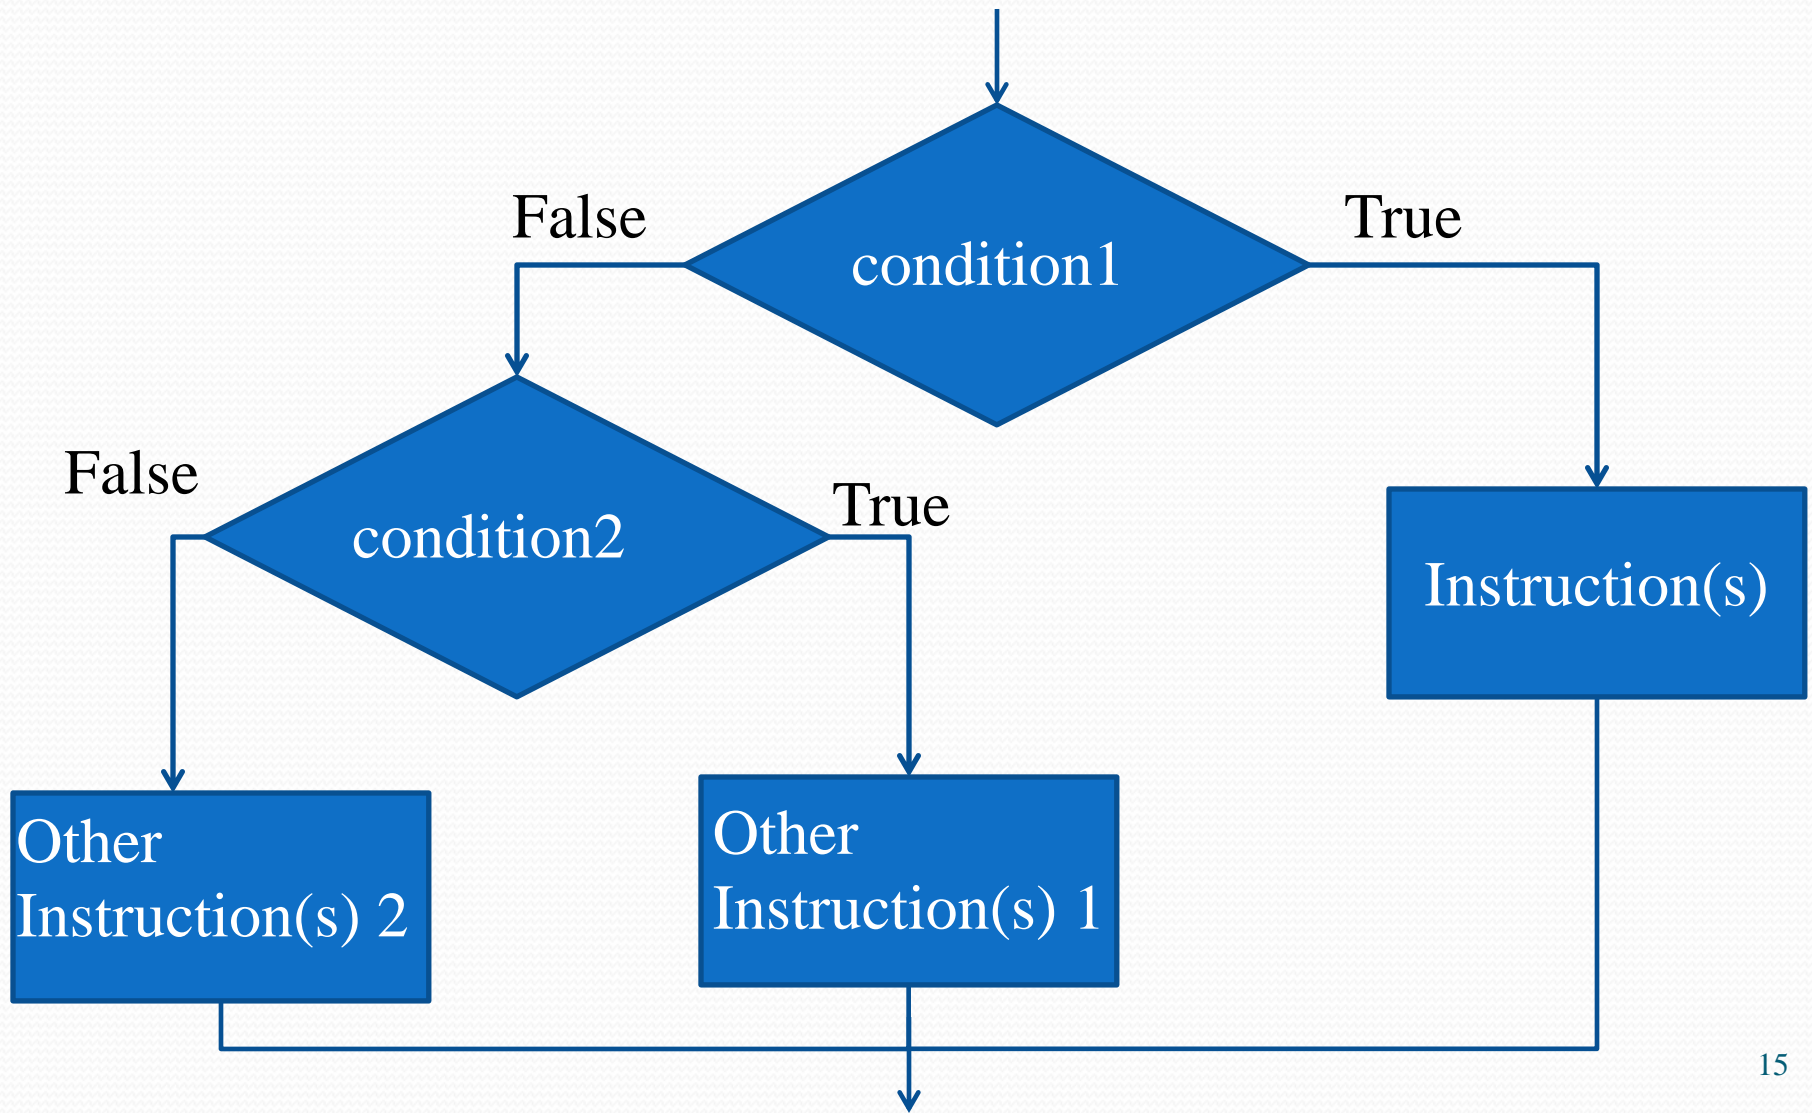 False
True
condition1
False
True
condition2
Instruction(s)
Other
Instruction(s) 2
Other
Instruction(s) 1
15